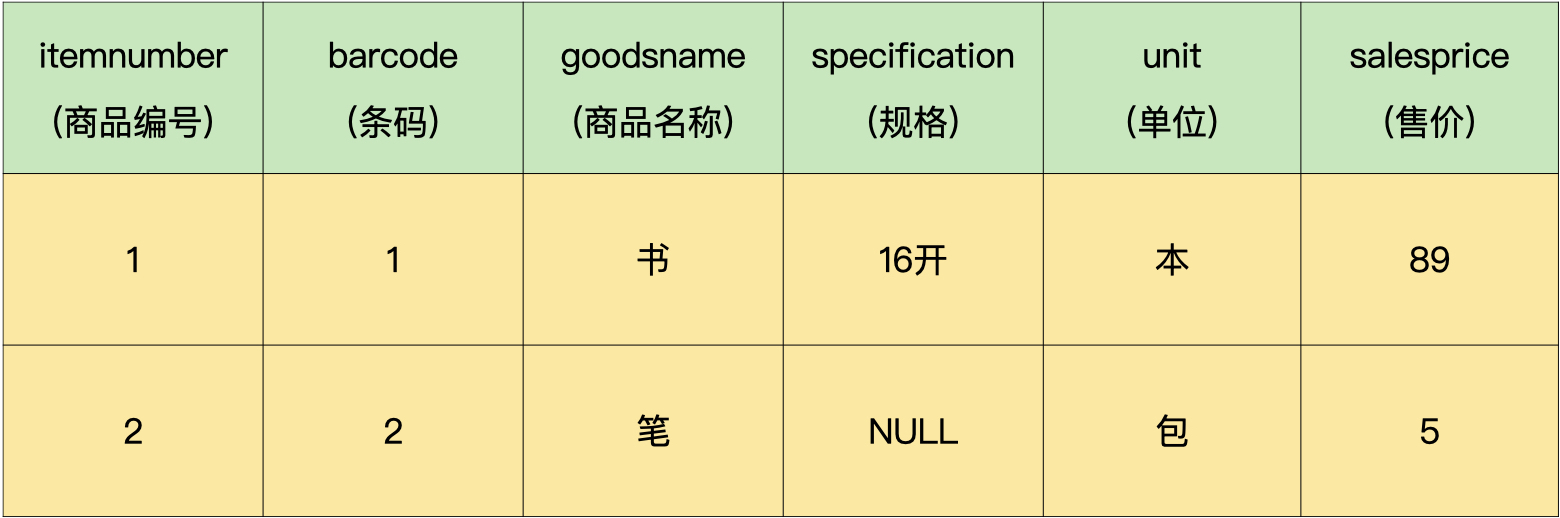 itemnumber barcode goodsname specification unit salesprice
（商品编号） （条码） （商品名称） （规格） （单位） （售价）
1 1 书 16开 本 89
2 2 笔 NULL 包 5